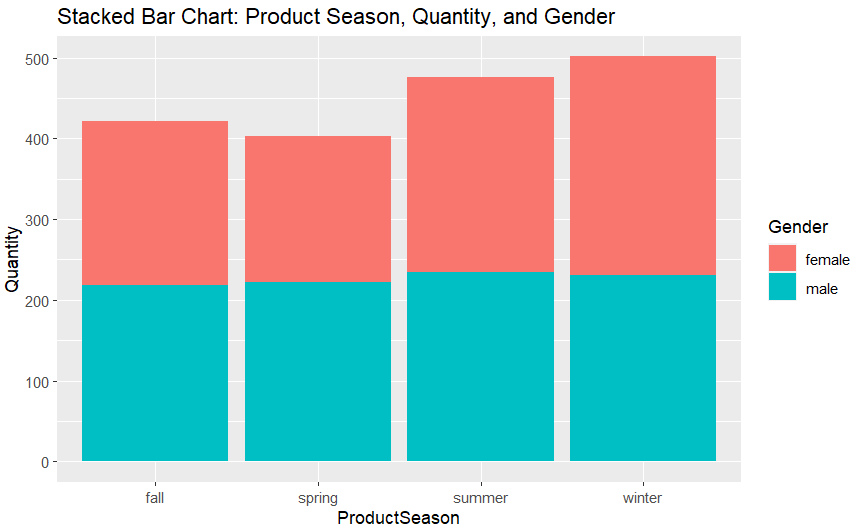 Stacked Bar Chart: Product Season, Quantity, and Gender
Quantity
500
400
300
200
100
0
fall spring summer winter
ProductSeason
Gender
female
male